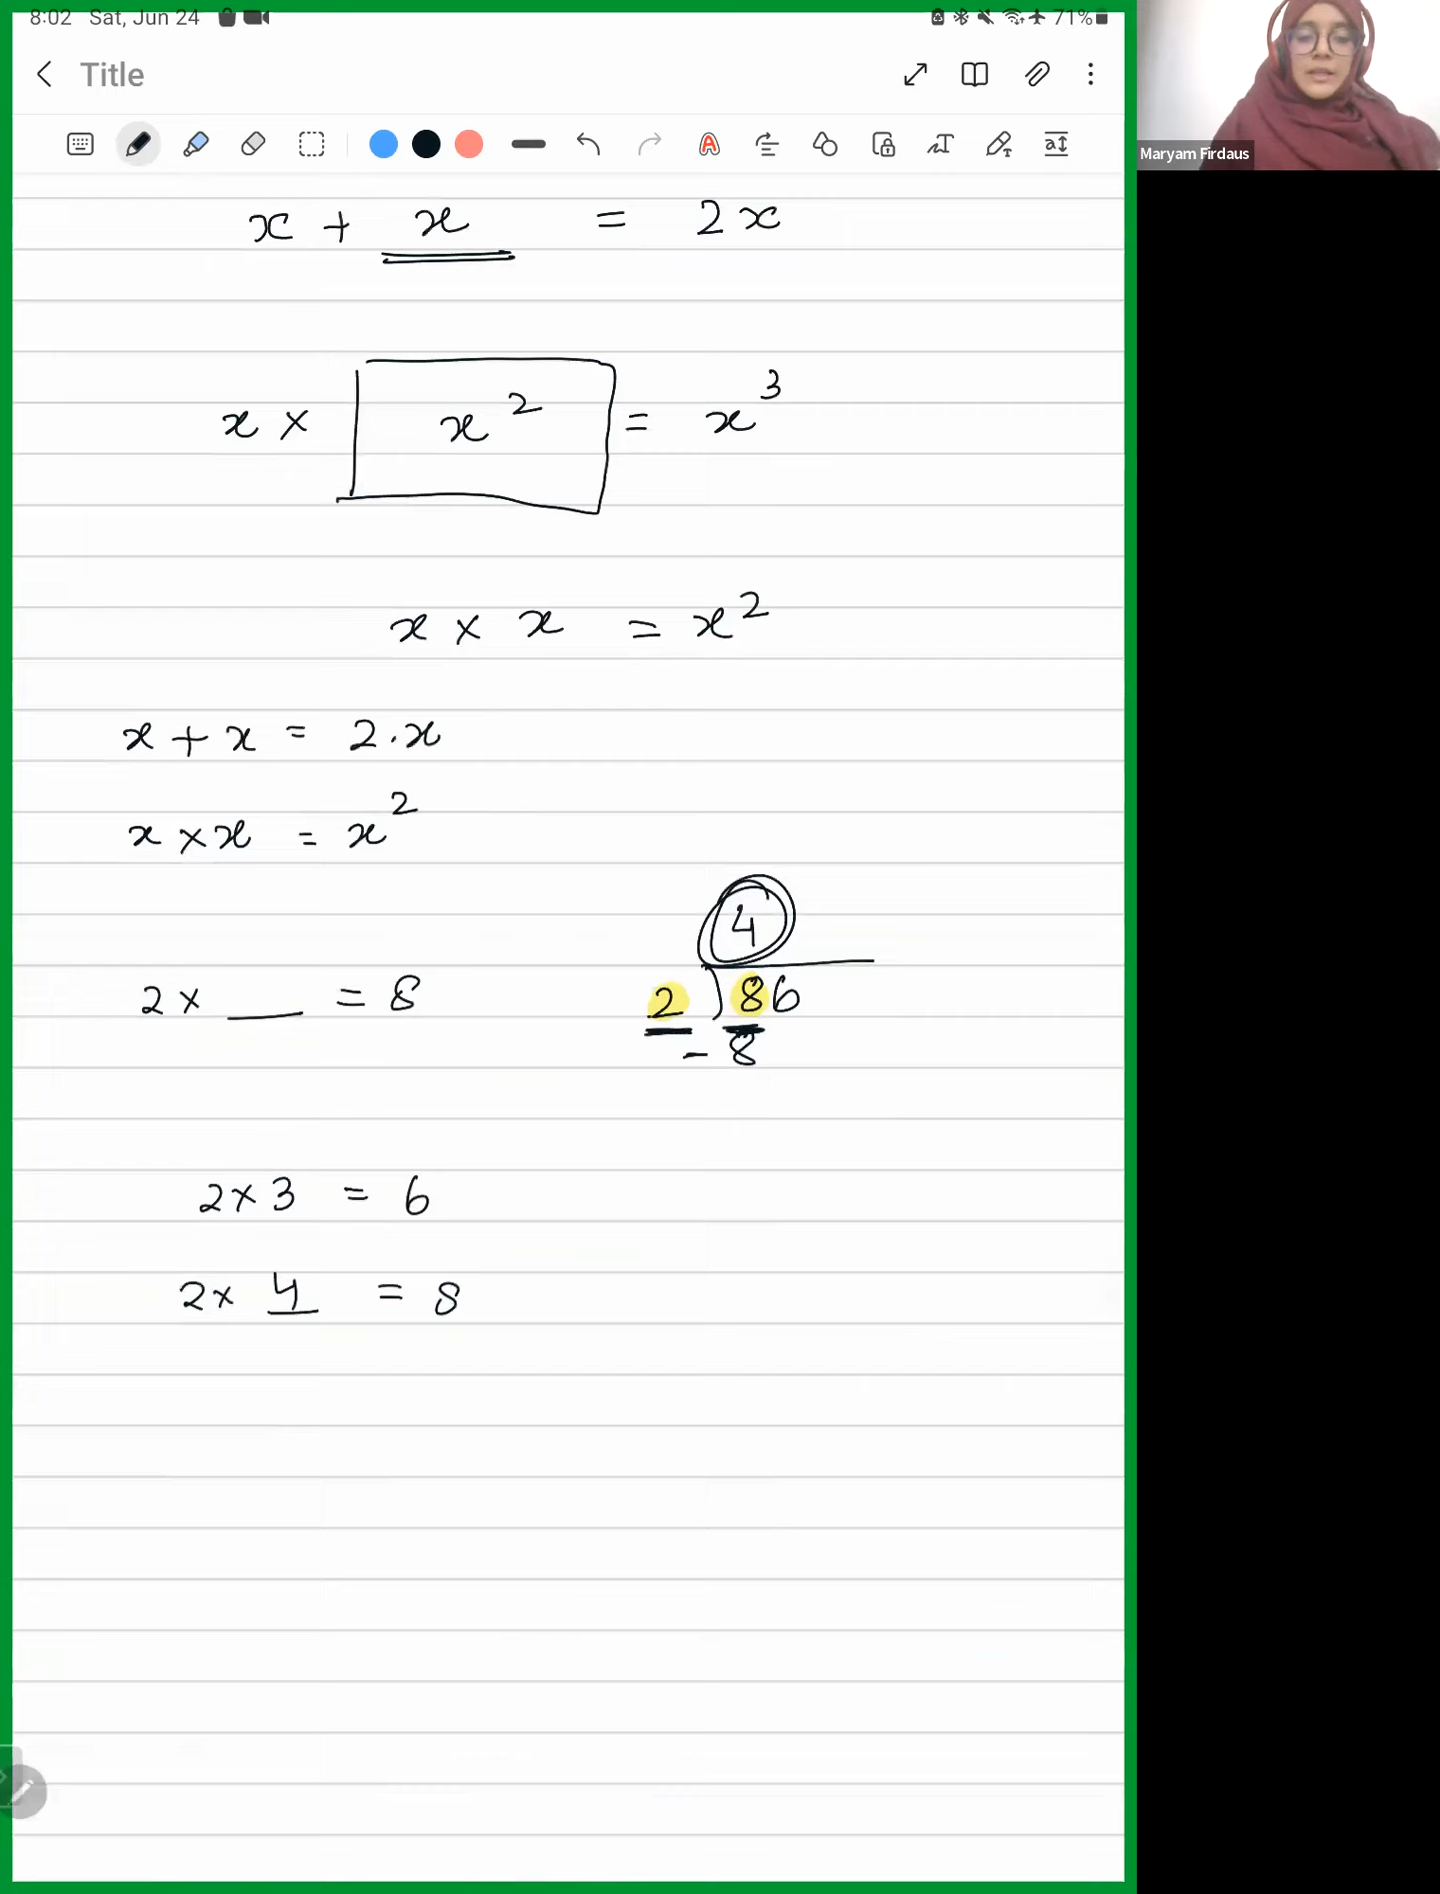 8:02 Sat, Jun 24
71%
Title
Maryam Firdaus
x + x = 2x
x × x² = x³
x × x = x²
x + x = 2.x
x × x = x²
4
2 × ___ = 8
2 ) 86
- 8
2 × 3 = 6
2 × 4 = 8